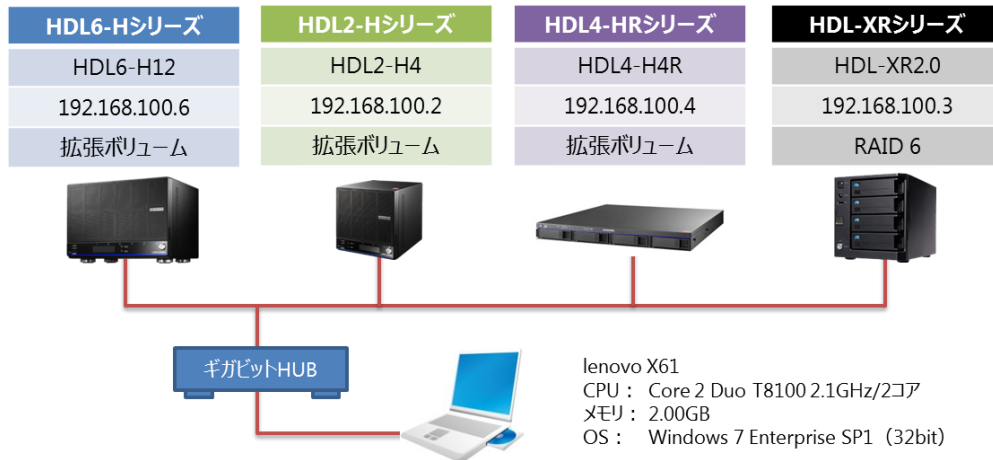 HDL6-Hシリーズ
HDL6-H12
192.168.100.6
拡張ボリューム
HDL2-Hシリーズ
HDL2-H4
192.168.100.2
拡張ボリューム
HDL4-HRシリーズ
HDL4-H4R
192.168.100.4
拡張ボリューム
HDL-XRシリーズ
HDL-XR2.0
192.168.100.3
RAID 6
ギガビットHUB
lenovo X61
CPU： Core 2 Duo T8100 2.1GHz/2コア
メモリ： 2.00GB
OS： Windows 7 Enterprise SP1（32bit）